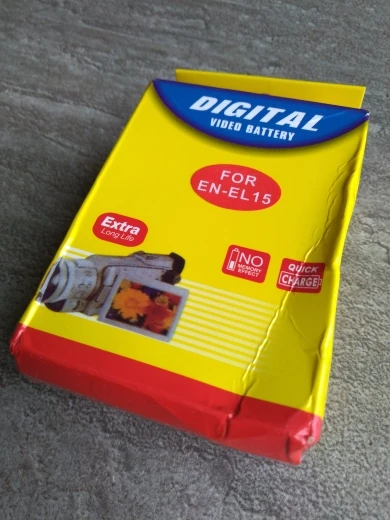 DIGITAL
VIDEO BATTERY
FOR
EN-EL15
Extra
Long Life
NO
MEMORY
EFFECT
QUICK
CHARGE